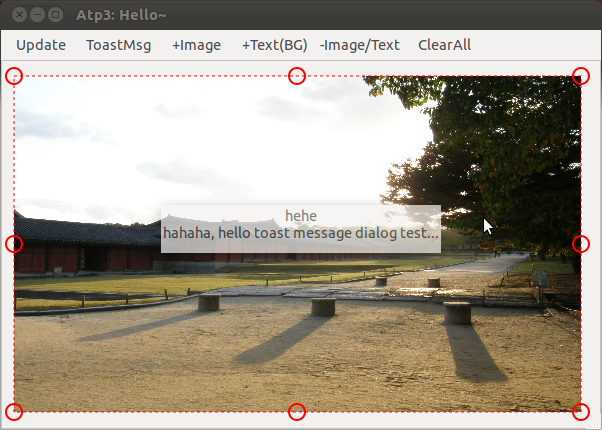 Atp3: Hello~
Update ToastMsg +Image +Text(BG) -Image/Text ClearAll
hehe
hahaha, hello toast message dialog test...